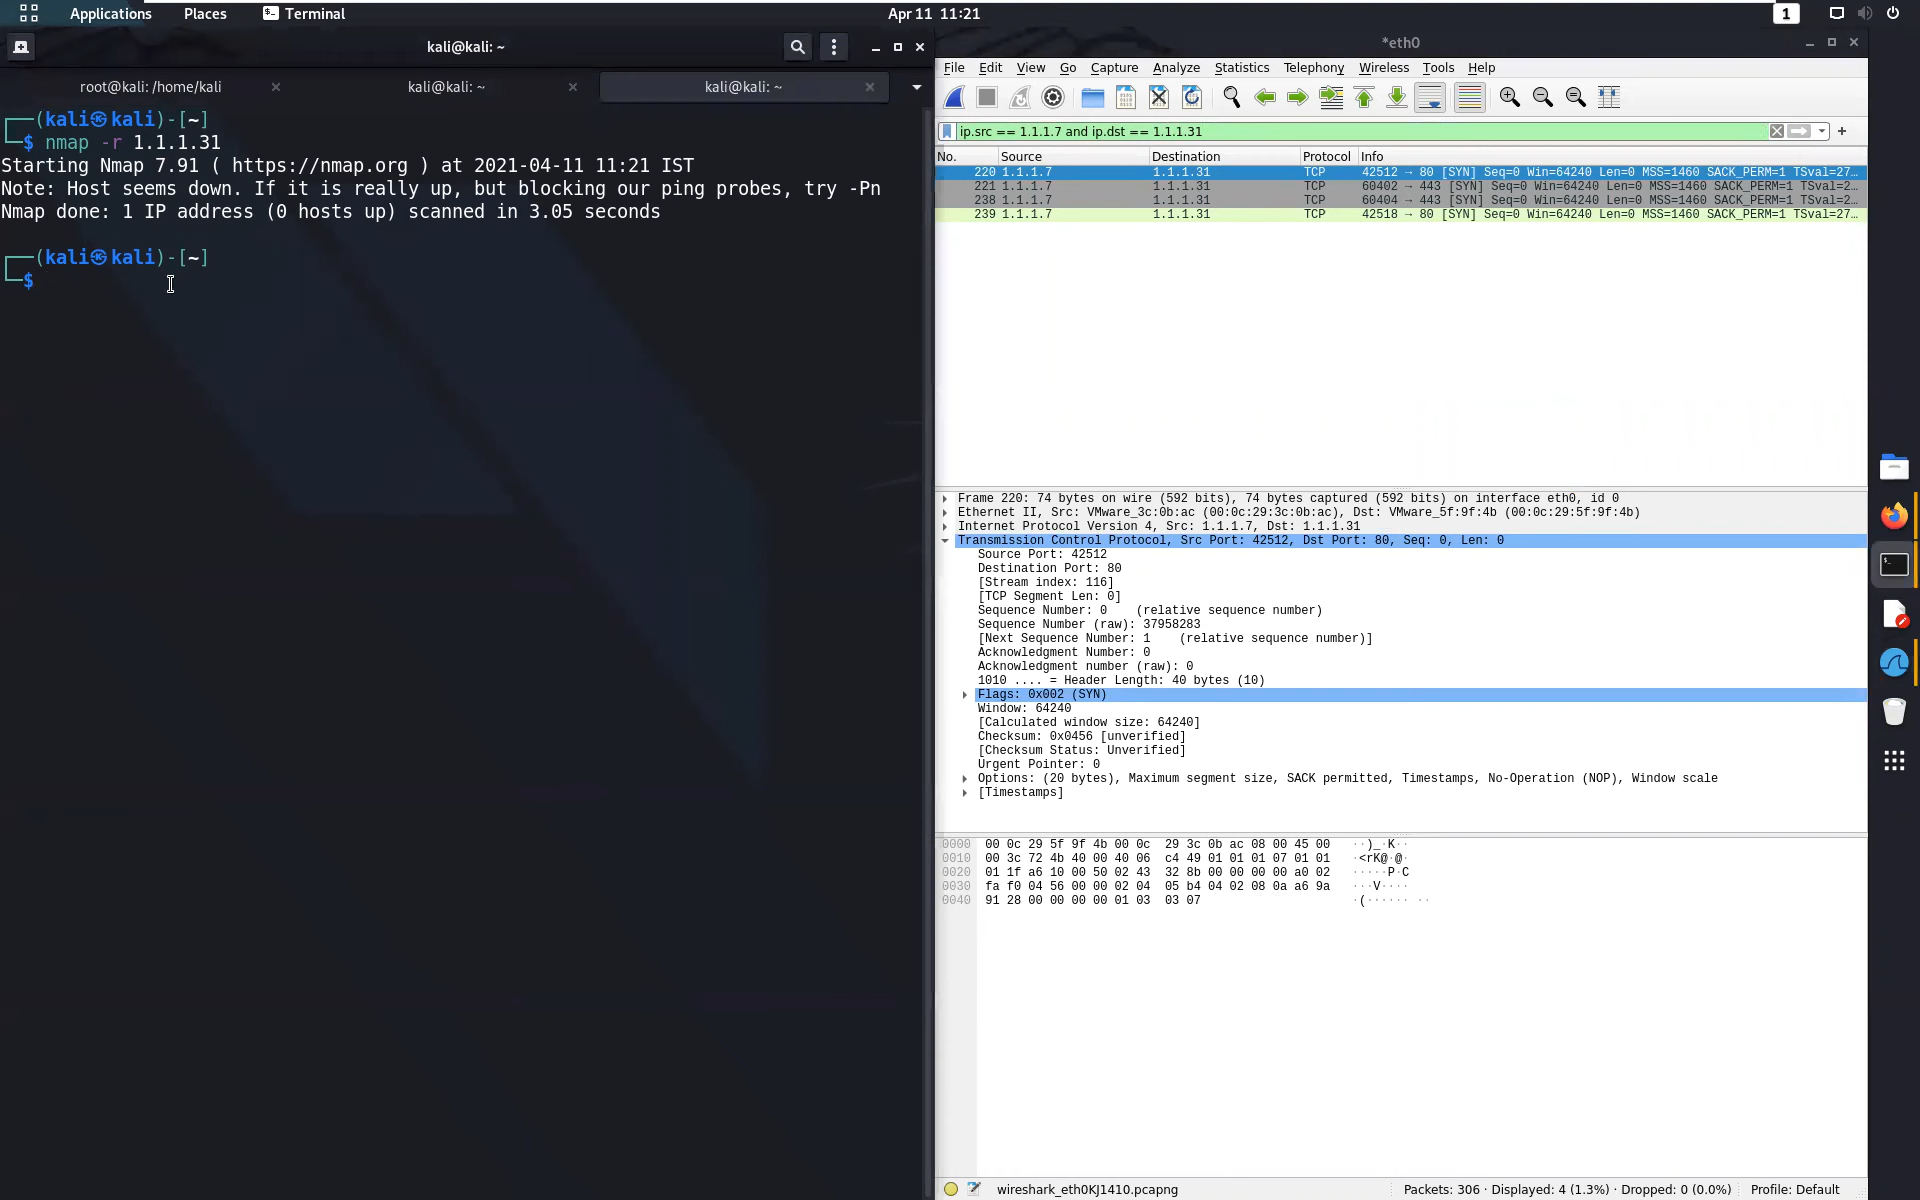 Applications Places Terminal Apr 11 11:21 1
kali@kali: ~
root@kali: /home/kali kali@kali: ~ kali@kali: ~
┌──(kali㉿kali)-[~]
└─$ nmap -r 1.1.1.31
Starting Nmap 7.91 ( https://nmap.org ) at 2021-04-11 11:21 IST
Note: Host seems down. If it is really up, but blocking our ping probes, try -Pn
Nmap done: 1 IP address (0 hosts up) scanned in 3.05 seconds
┌──(kali㉿kali)-[~]
└─$
*eth0
File Edit View Go Capture Analyze Statistics Telephony Wireless Tools Help
ip.src == 1.1.1.7 and ip.dst == 1.1.1.31
No. Source Destination Protocol Info
220 1.1.1.7 1.1.1.31 TCP 42512 → 80 [SYN] Seq=0 Win=64240 Len=0 MSS=1460 SACK_PERM=1 TSval=27…
221 1.1.1.7 1.1.1.31 TCP 60402 → 443 [SYN] Seq=0 Win=64240 Len=0 MSS=1460 SACK_PERM=1 TSval=2…
238 1.1.1.7 1.1.1.31 TCP 60404 → 443 [SYN] Seq=0 Win=64240 Len=0 MSS=1460 SACK_PERM=1 TSval=2…
239 1.1.1.7 1.1.1.31 TCP 42518 → 80 [SYN] Seq=0 Win=64240 Len=0 MSS=1460 SACK_PERM=1 TSval=27…
Frame 220: 74 bytes on wire (592 bits), 74 bytes captured (592 bits) on interface eth0, id 0
Ethernet II, Src: VMware_3c:0b:ac (00:0c:29:3c:0b:ac), Dst: VMware_5f:9f:4b (00:0c:29:5f:9f:4b)
Internet Protocol Version 4, Src: 1.1.1.7, Dst: 1.1.1.31
Transmission Control Protocol, Src Port: 42512, Dst Port: 80, Seq: 0, Len: 0
Source Port: 42512
Destination Port: 80
[Stream index: 116]
[TCP Segment Len: 0]
Sequence Number: 0 (relative sequence number)
Sequence Number (raw): 37958283
[Next Sequence Number: 1 (relative sequence number)]
Acknowledgment Number: 0
Acknowledgment number (raw): 0
1010 .... = Header Length: 40 bytes (10)
Flags: 0x002 (SYN)
Window: 64240
[Calculated window size: 64240]
Checksum: 0x0456 [unverified]
[Checksum Status: Unverified]
Urgent Pointer: 0
Options: (20 bytes), Maximum segment size, SACK permitted, Timestamps, No-Operation (NOP), Window scale
[Timestamps]
0000 00 0c 29 5f 9f 4b 00 0c 29 3c 0b ac 08 00 45 00 ··)_·K··
0010 00 3c 72 4b 40 00 40 06 c4 49 01 01 01 07 01 01 ·<rK@·@·
0020 01 1f a6 10 00 50 02 43 32 8b 00 00 00 00 a0 02 ·····P·C
0030 fa f0 04 56 00 00 02 04 05 b4 04 02 08 0a a6 9a ···V····
0040 91 28 00 00 00 00 01 03 03 07 ·(······ ··
wireshark_eth0KJ1410.pcapng Packets: 306 · Displayed: 4 (1.3%) · Dropped: 0 (0.0%) Profile: Default